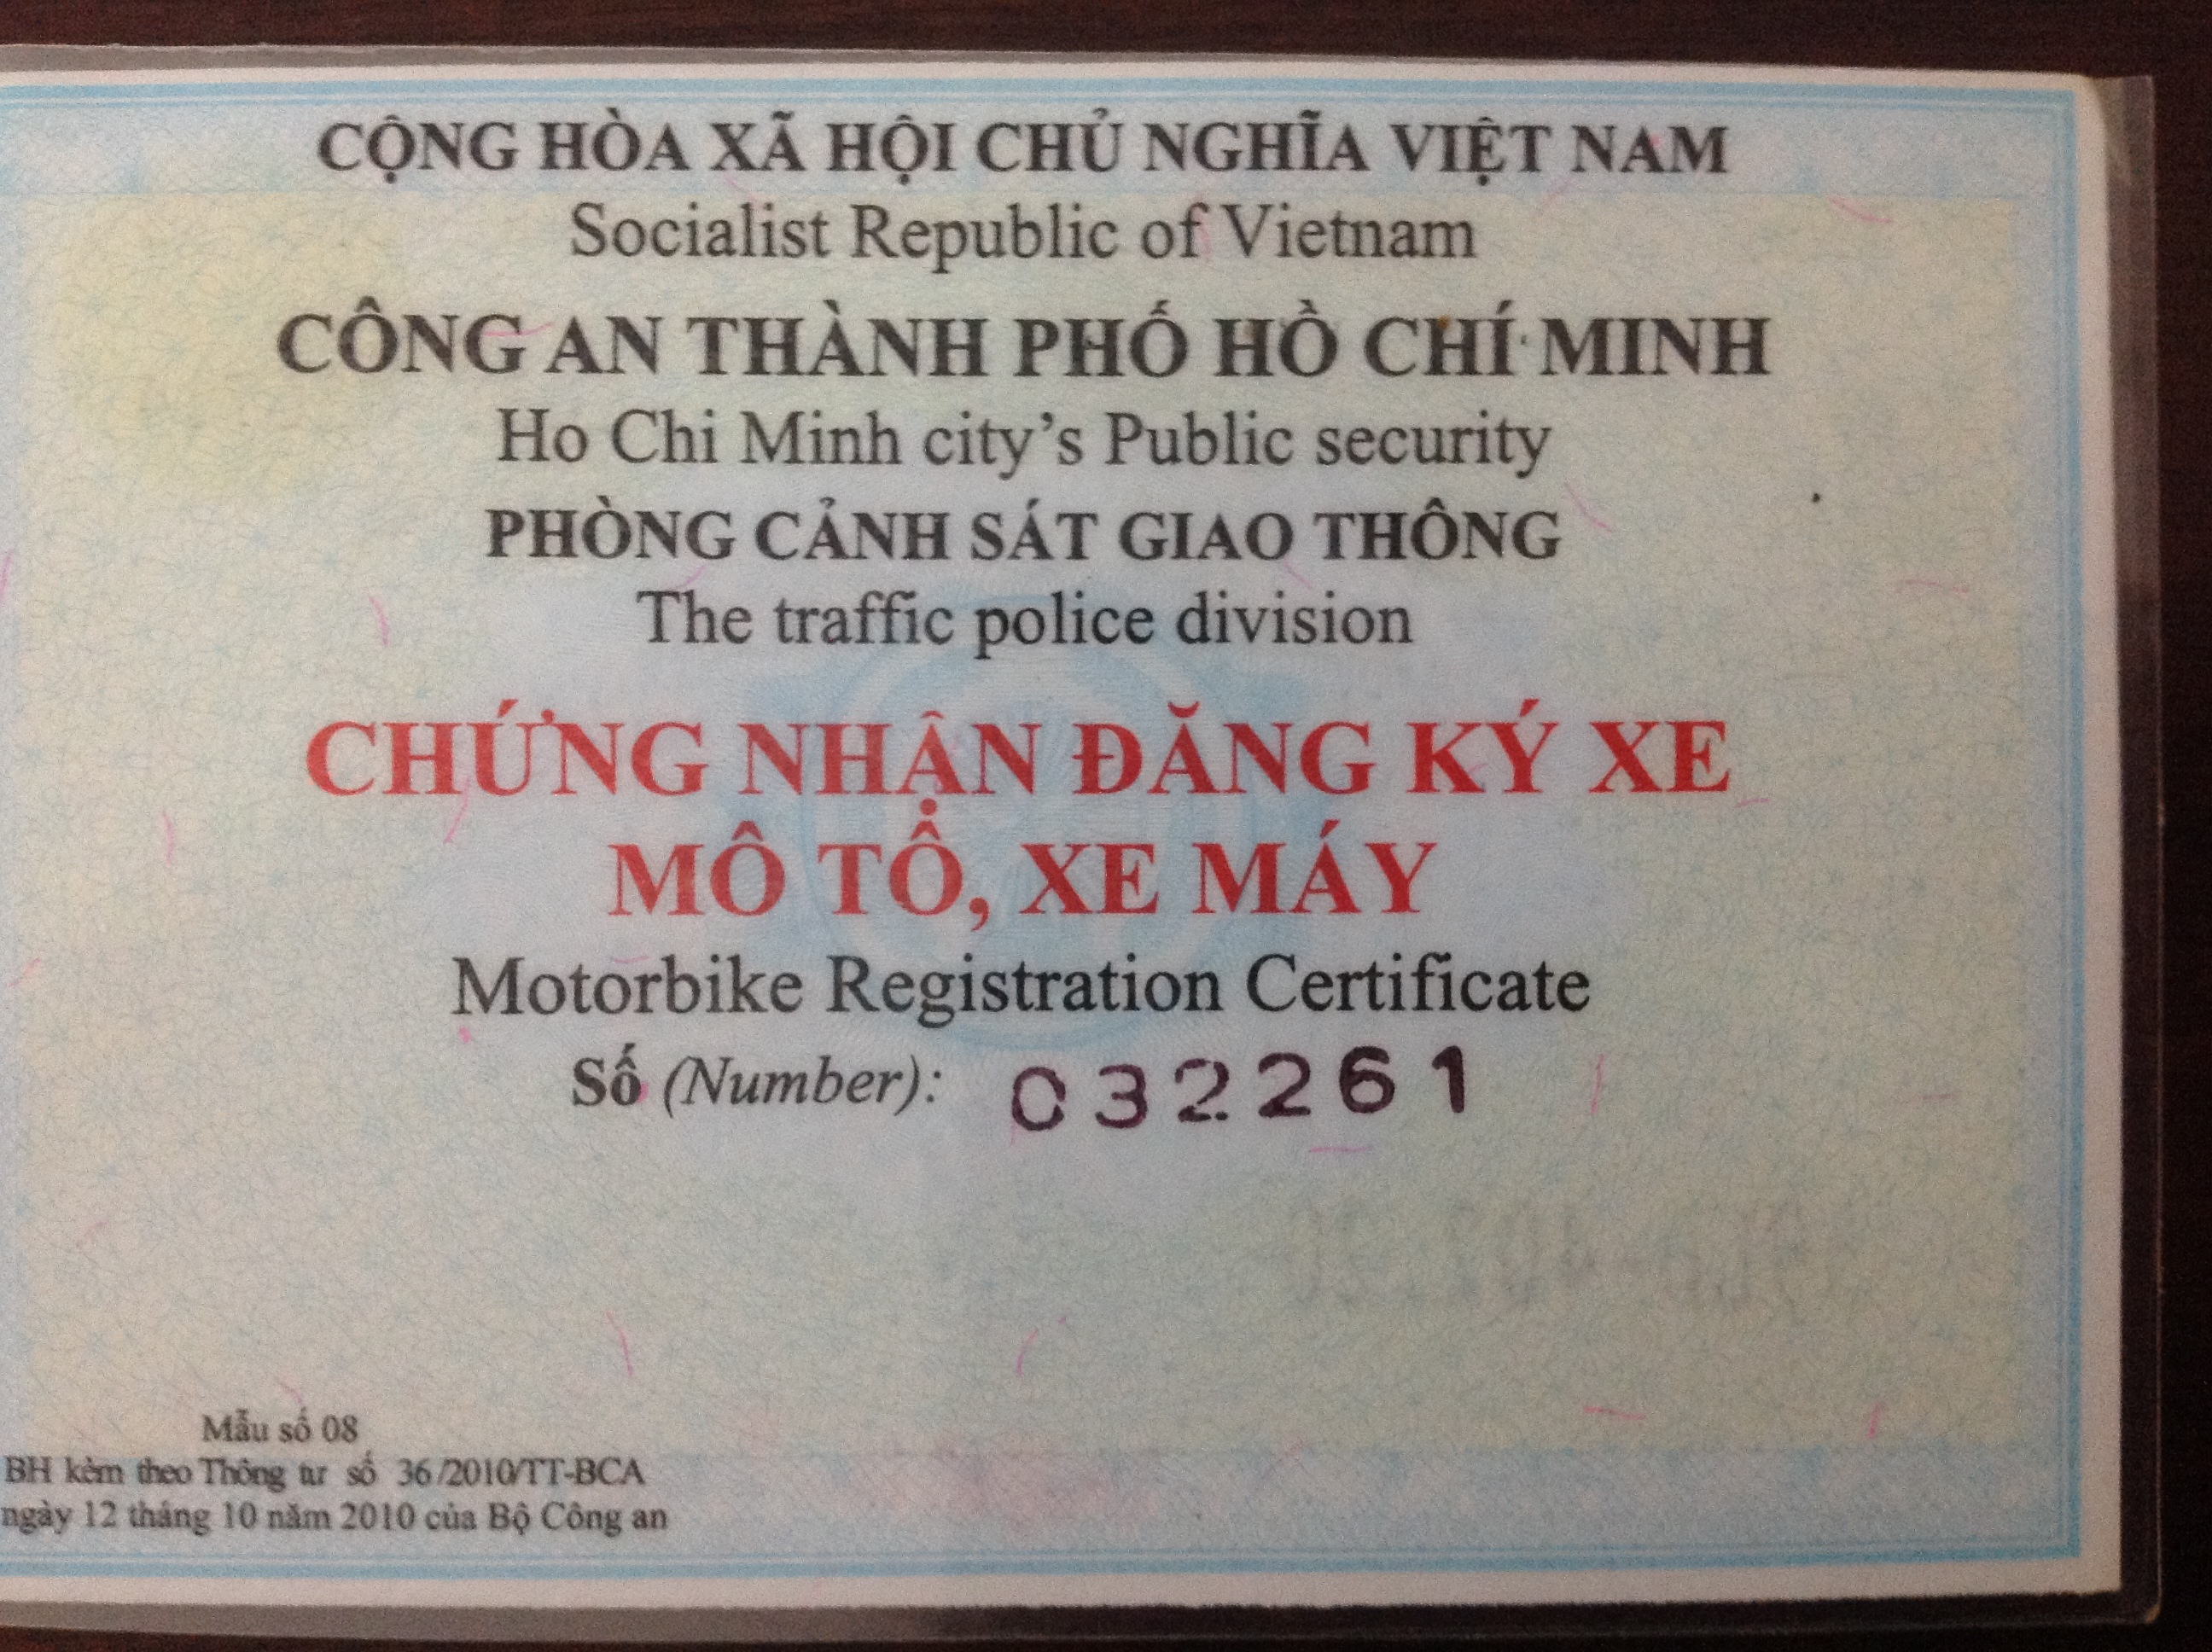 CỘNG HÒA XÃ HỘI CHỦ NGHĨA VIỆT NAM
Socialist Republic of Vietnam
CÔNG AN THÀNH PHỐ HỒ CHÍ MINH
Ho Chi Minh city's Public security
PHÒNG CẢNH SÁT GIAO THÔNG
The traffic police division
CHỨNG NHẬN ĐĂNG KÝ XE
MÔ TÔ, XE MÁY
Motorbike Registration Certificate
Số (Number): 032261
Mẫu số 08
BH kèm theo Thông tư số 36/2010/TT-BCA
ngày 12 tháng 10 năm 2010 của Bộ Công an